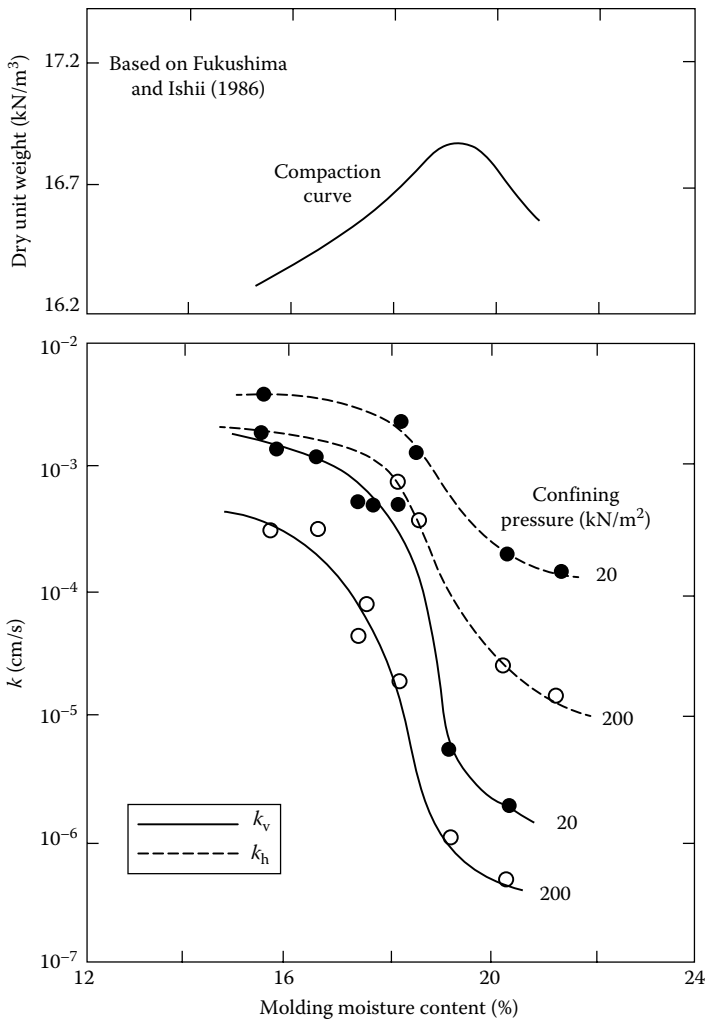 17.2
16.7
16.2
Dry unit weight (kN/m³)
Based on Fukushima
and Ishii (1986)
Compaction
curve
10⁻²
10⁻³
10⁻⁴
10⁻⁵
10⁻⁶
10⁻⁷
k (cm/s)
Confining
pressure (kN/m²)
20
200
20
200
kᵥ
kₕ
12
16
20
24
Molding moisture content (%)